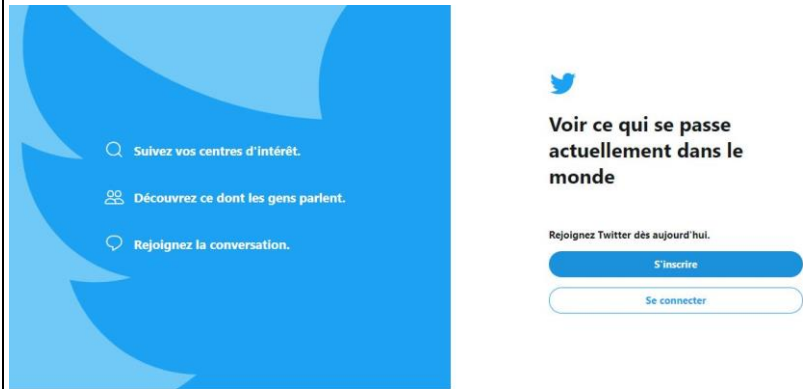 Suivez vos centres d'intérêt.
Découvrez ce dont les gens parlent.
Rejoignez la conversation.
Voir ce qui se passe
actuellement dans le
monde
Rejoignez Twitter dès aujourd'hui.
S'inscrire
Se connecter